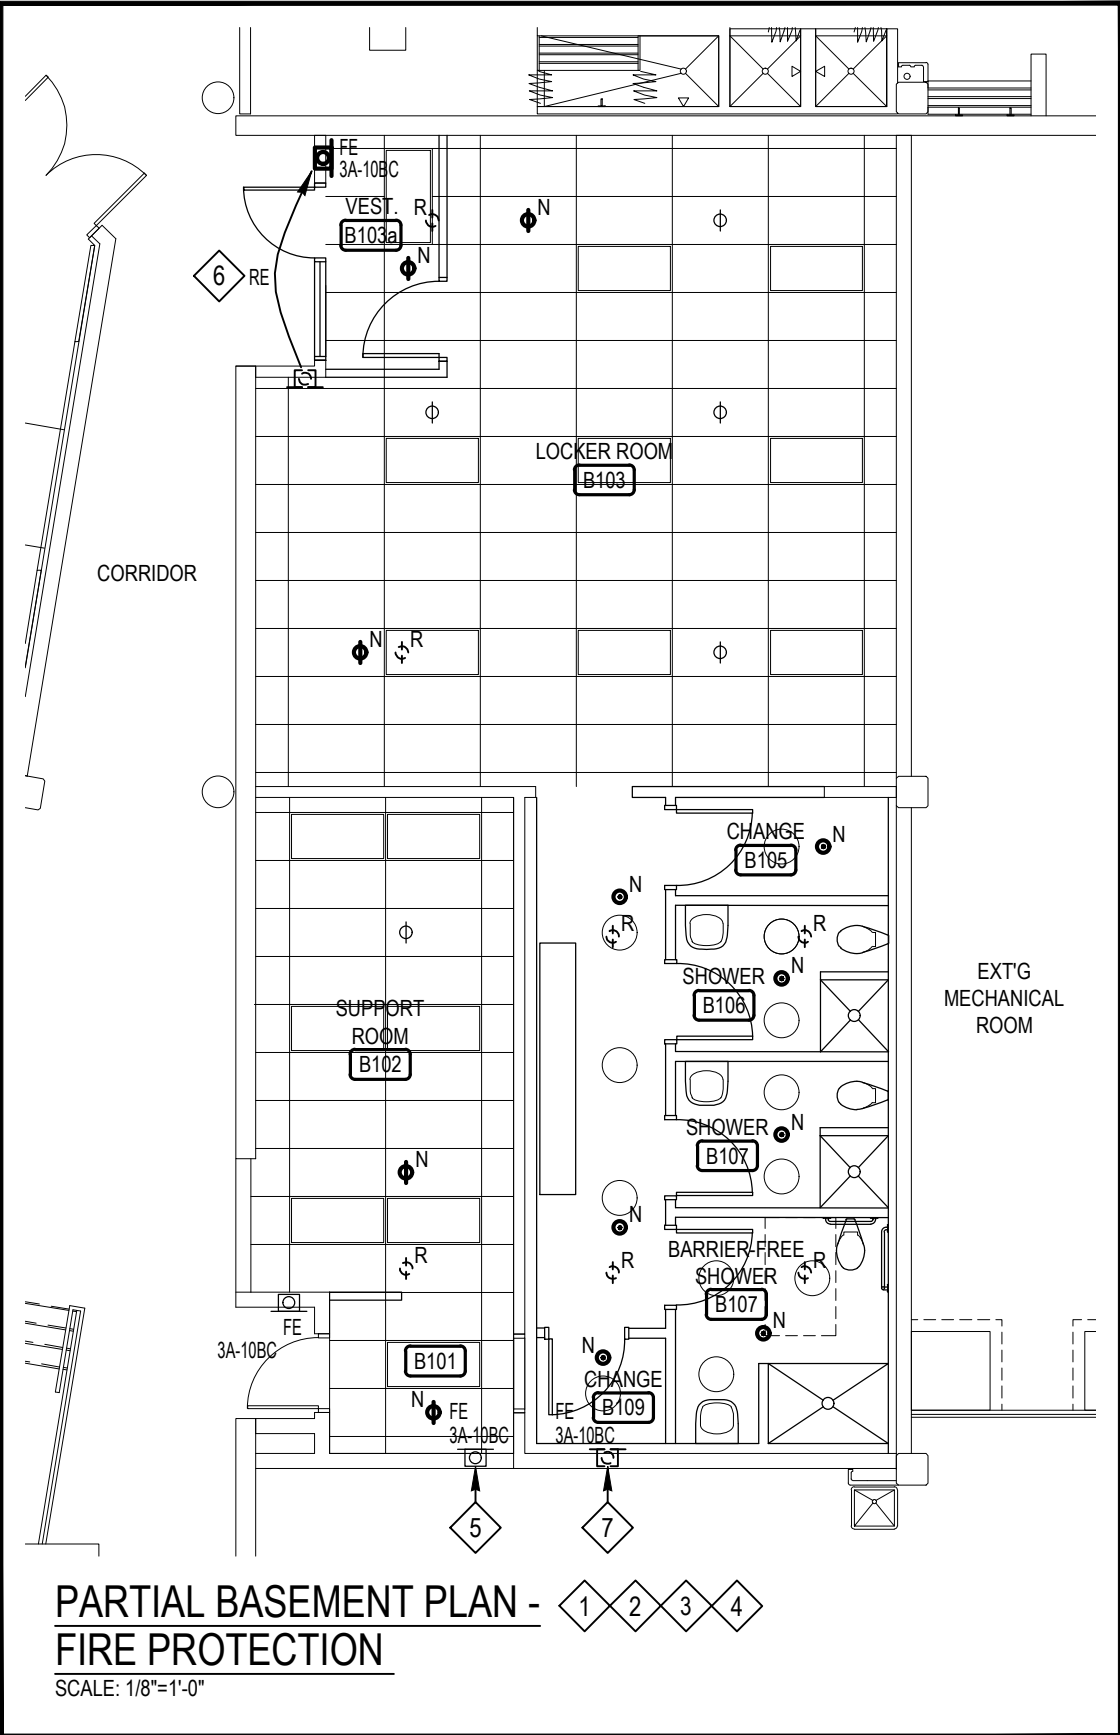 FE
3A-10BC
VEST.
R
N
B103a
N
6
RE
LOCKER ROOM
B103
CORRIDOR
N
R
CHANGE
N
B105
N
R
R
SHOWER
N
B106
EXT'G
MECHANICAL
ROOM
SUPPORT
ROOM
B102
SHOWER
N
B107
N
N
R
R
BARRIER-FREE
SHOWER
R
B107
N
FE
3A-10BC
B101
N
CHANGE
B109
N
FE
3A-10BC
FE
3A-10BC
5
7
PARTIAL BASEMENT PLAN -
1 2 3 4
FIRE PROTECTION
SCALE: 1/8"=1'-0"